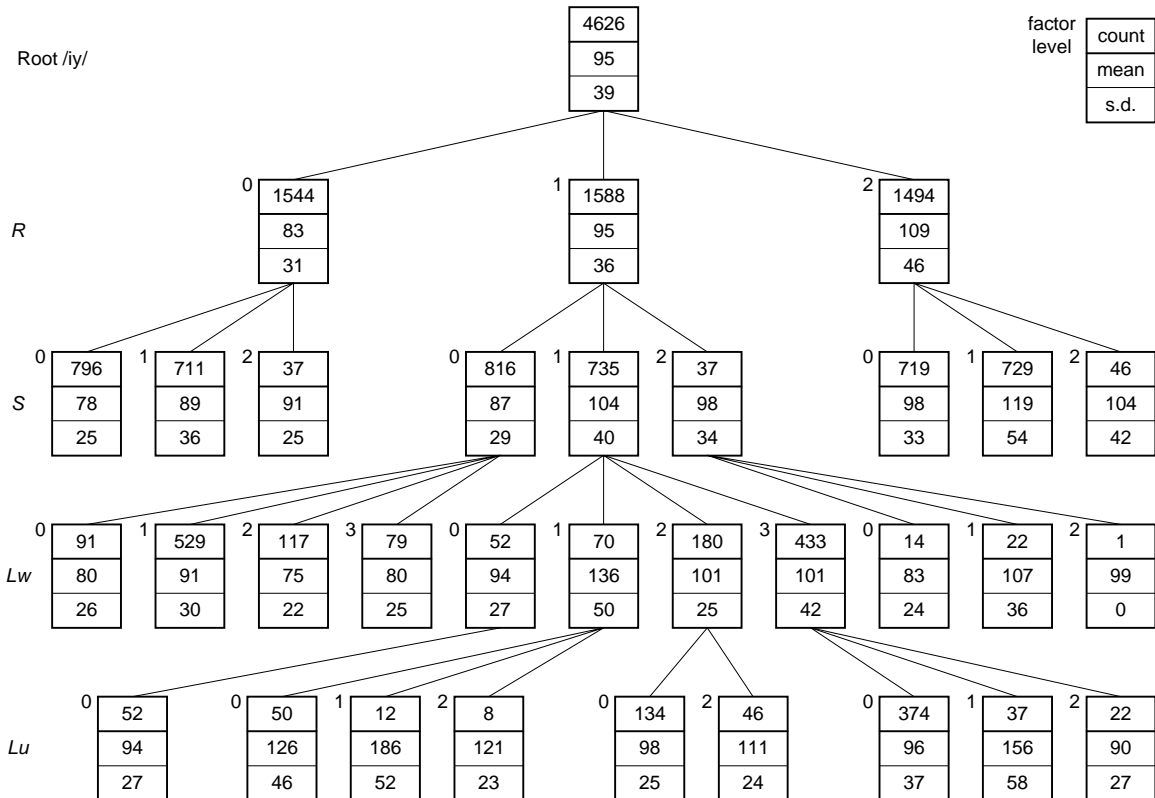 4626
95
39
factor
level
count
mean
s.d.
Root /iy/
0 1 2
1544 1588 1494
83 95 109
31 36 46
R
0 1 2 0 1 2 0 1 2
796 711 37 816 735 37 719 729 46
78 89 91 87 104 98 98 119 104
25 36 25 29 40 34 33 54 42
S
0 1 2 3 0 1 2 3 0 1 2
91 529 117 79 52 70 180 433 14 22 1
80 91 75 80 94 136 101 101 83 107 99
26 30 22 25 27 50 25 42 24 36 0
Lw
0 0 1 2 0 2 0 1 2
52 50 12 8 134 46 374 37 22
94 126 186 121 98 111 96 156 90
27 46 52 23 25 24 37 58 27
Lu